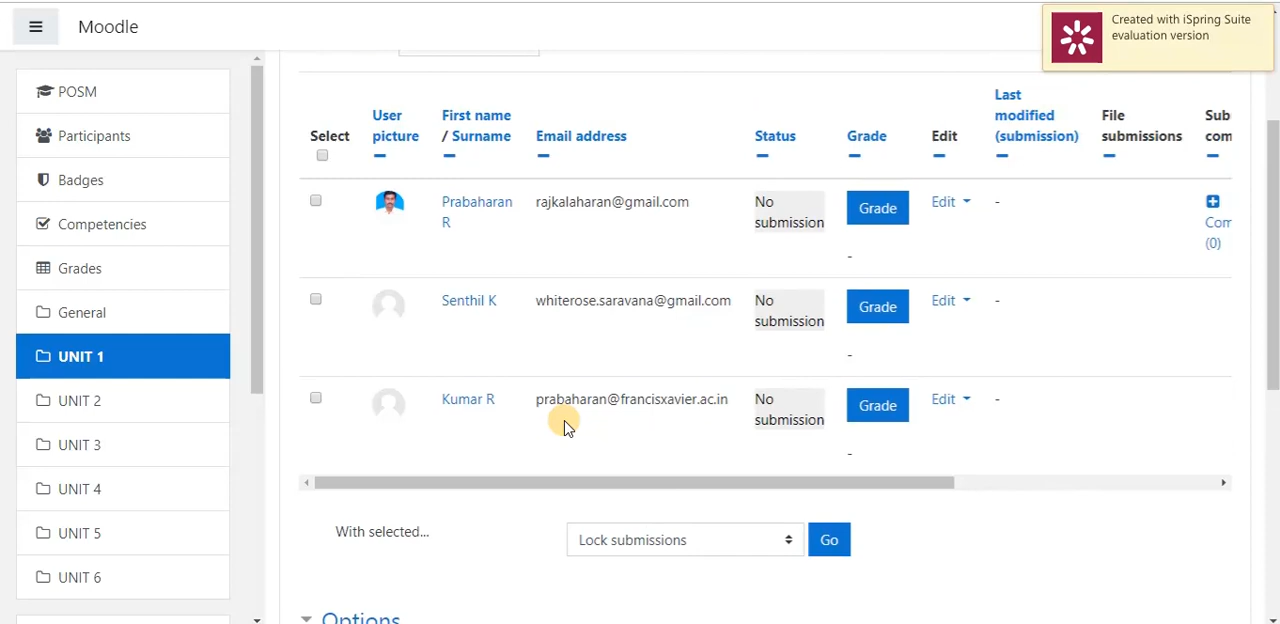 Moodle
Created with iSpring Suite
evaluation version
POSM
Participants
Badges
Competencies
Grades
General
UNIT 1
UNIT 2
UNIT 3
UNIT 4
UNIT 5
UNIT 6
Select
User
picture
First name
/ Surname
Email address
Status
Grade
Edit
Last
modified
(submission)
File
submissions
Sub
com
Prabaharan
R
rajkalaharan@gmail.com
No
submission
Grade
-
Edit
-
Com
(0)
Senthil K
whiterose.saravana@gmail.com
No
submission
Grade
-
Edit
-
Kumar R
prabaharan@francisxavier.ac.in
No
submission
Grade
-
Edit
-
With selected...
Lock submissions
Go
Options